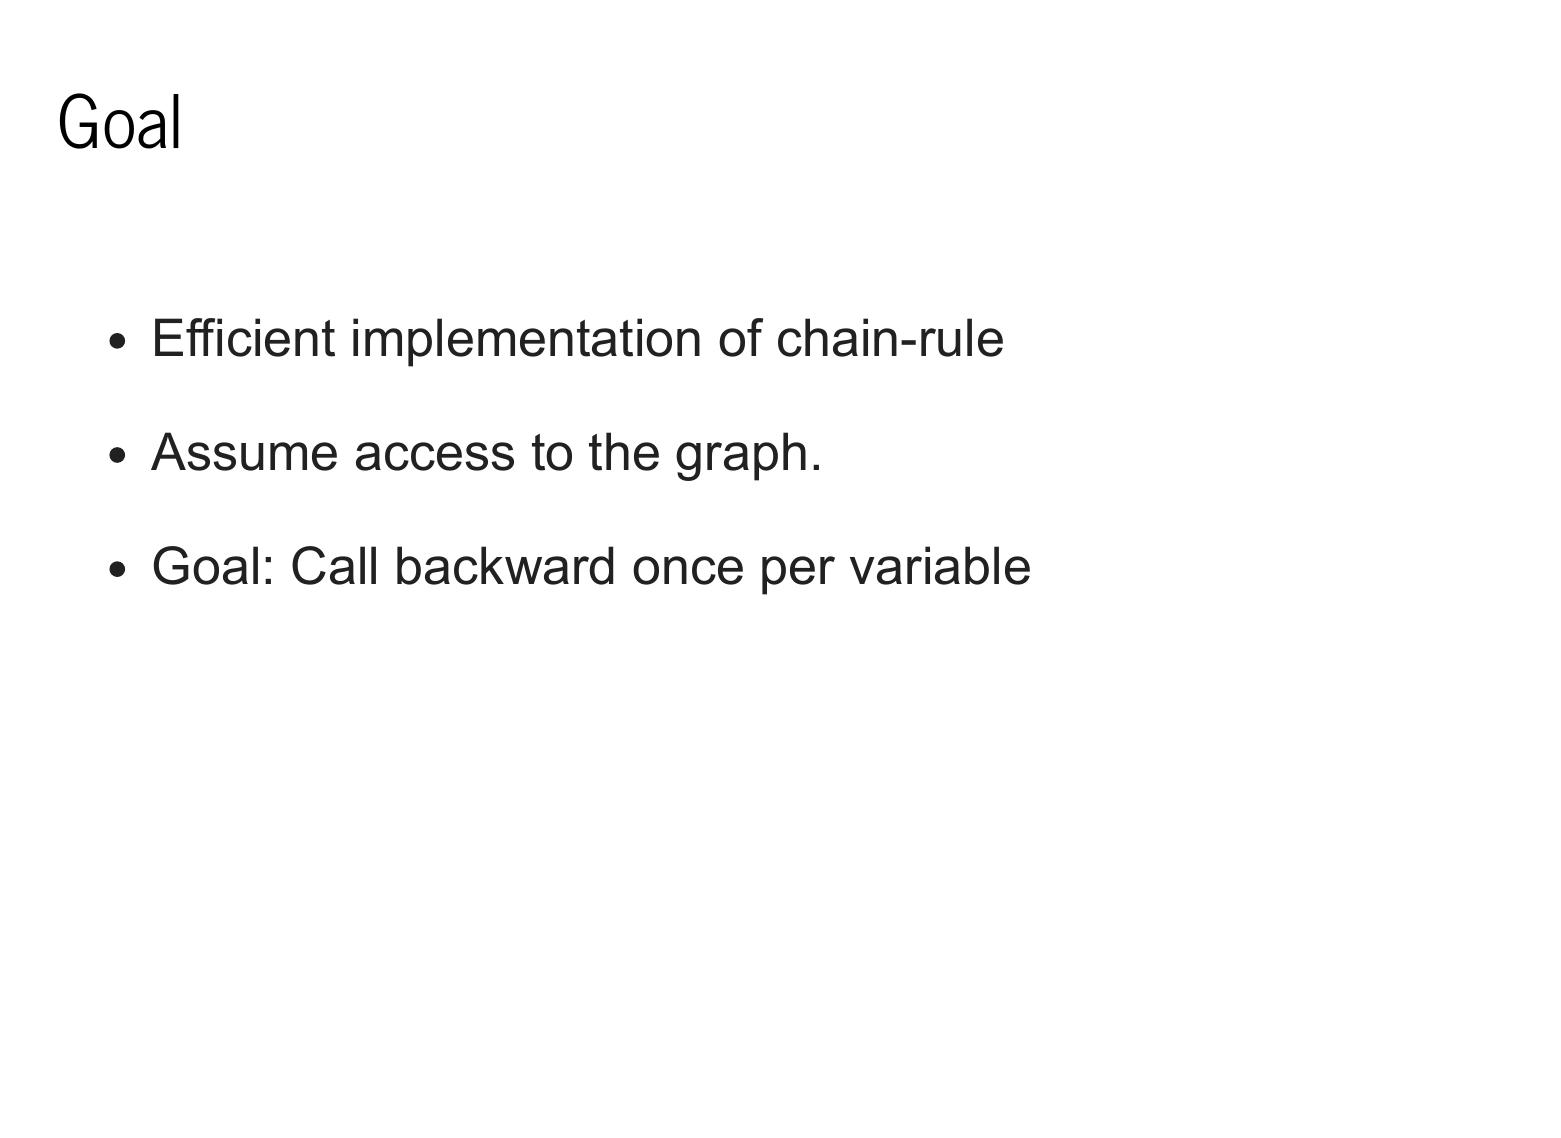 Goal
• Efficient implementation of chain-rule
• Assume access to the graph.
• Goal: Call backward once per variable